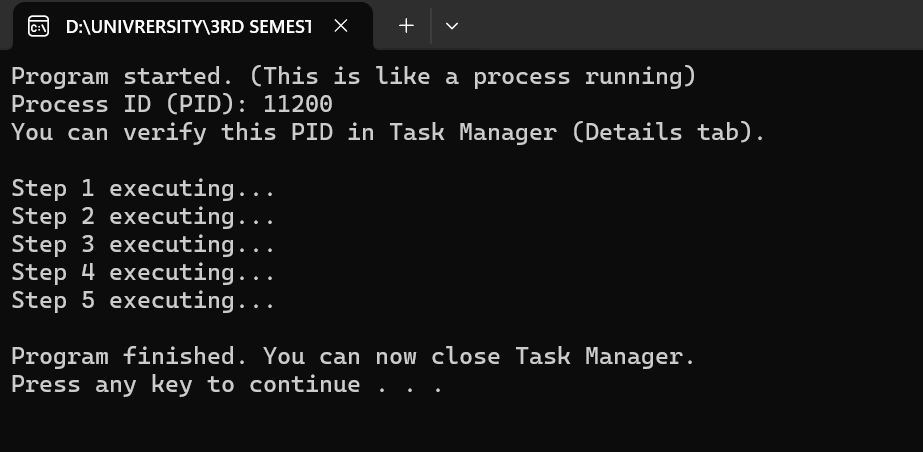 D:\UNIVRERSITY\3RD SEMEST
Program started. (This is like a process running)
Process ID (PID): 11200
You can verify this PID in Task Manager (Details tab).
Step 1 executing...
Step 2 executing...
Step 3 executing...
Step 4 executing...
Step 5 executing...
Program finished. You can now close Task Manager.
Press any key to continue . . .